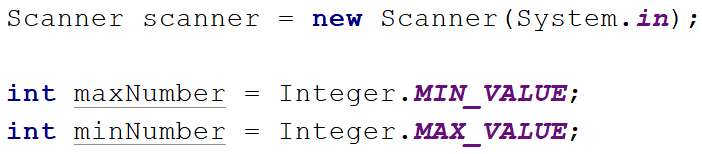 Scanner scanner = new Scanner(System.in);
int maxNumber = Integer.MIN_VALUE;
int minNumber = Integer.MAX_VALUE;